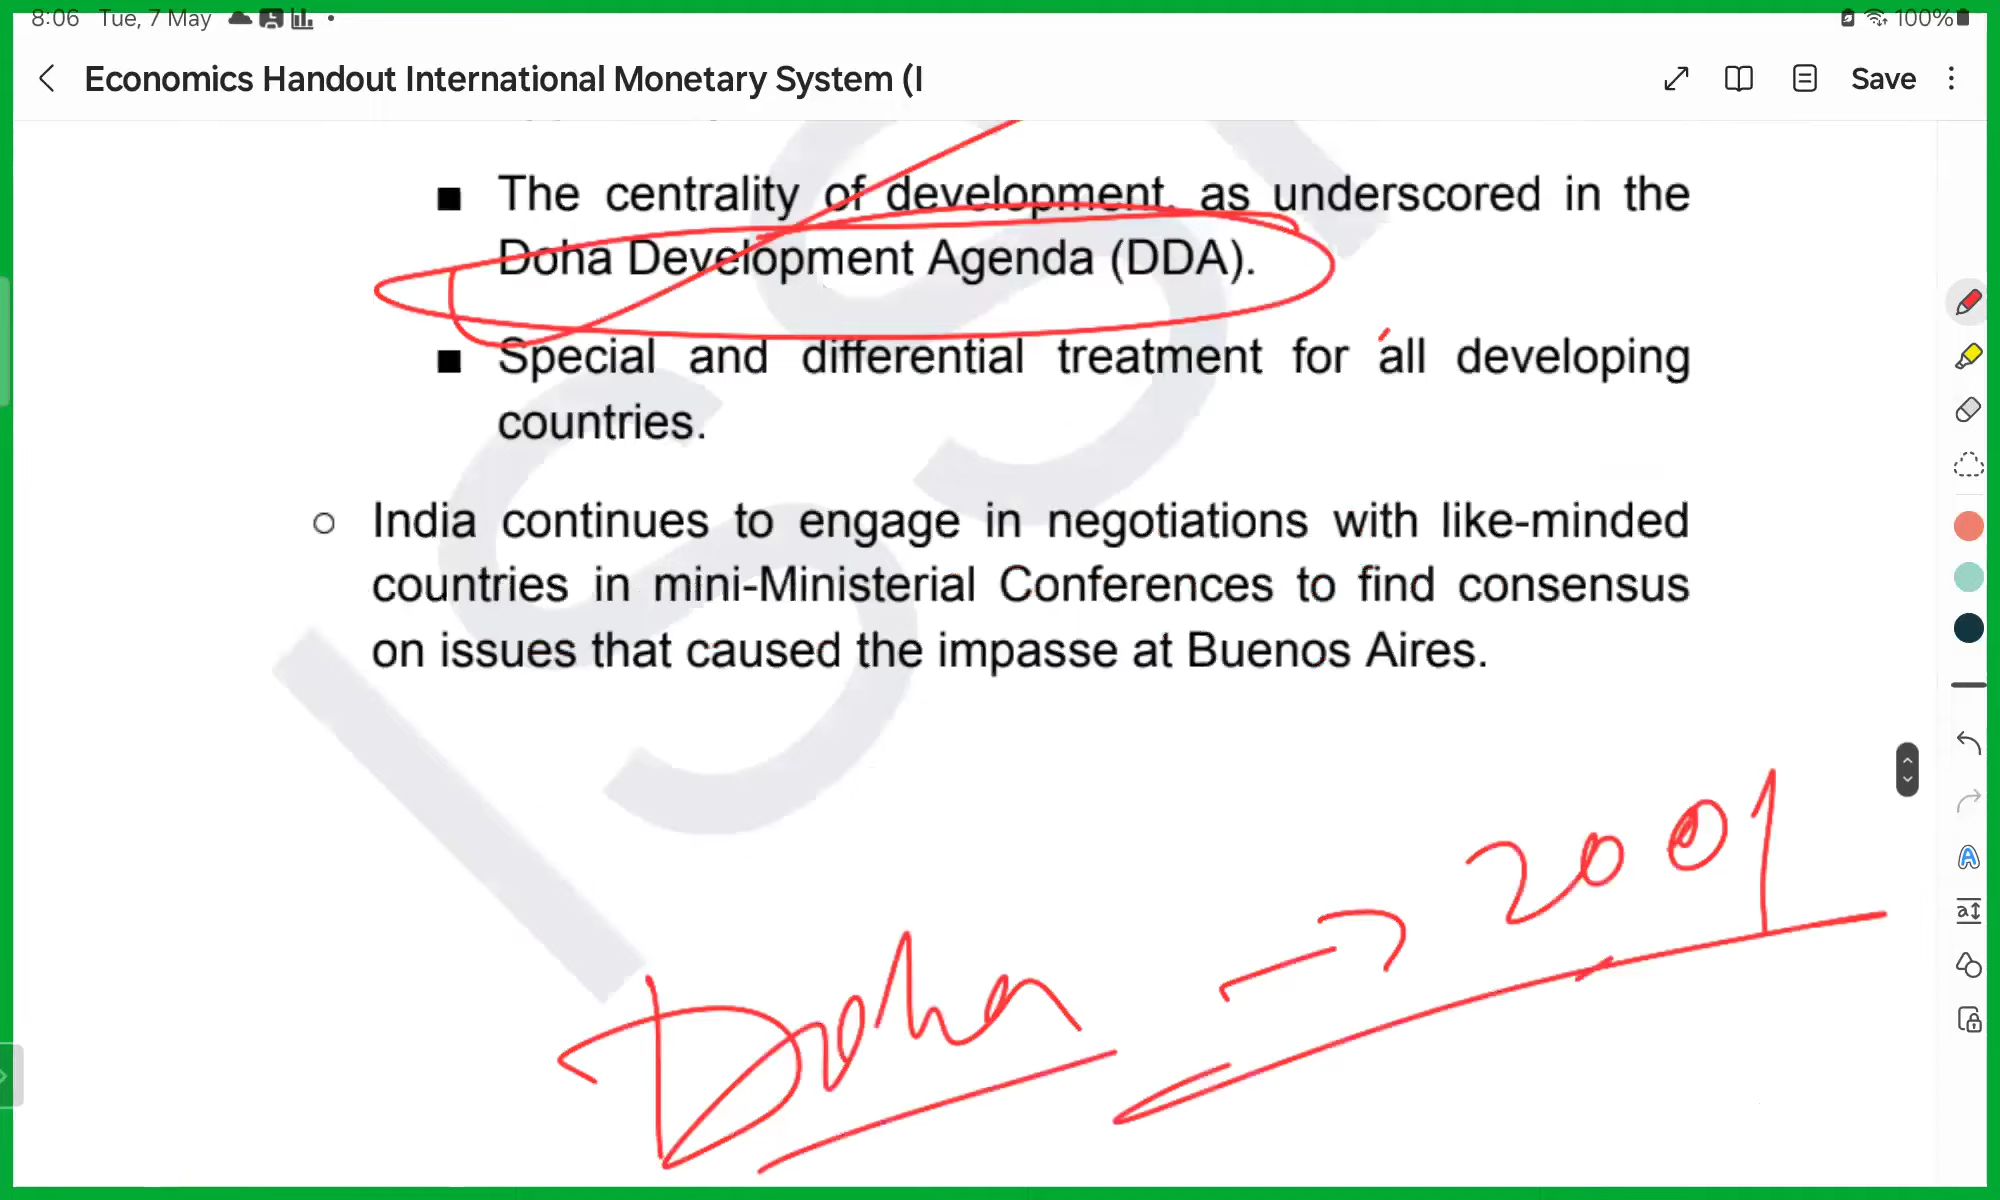 8:06 Tue, 7 May
100%
Economics Handout International Monetary System (I
Save
■ The centrality of development, as underscored in the
Doha Development Agenda (DDA).
■ Special and differential treatment for all developing
countries.
○ India continues to engage in negotiations with like-minded
countries in mini-Ministerial Conferences to find consensus
on issues that caused the impasse at Buenos Aires.
Doha → 2001